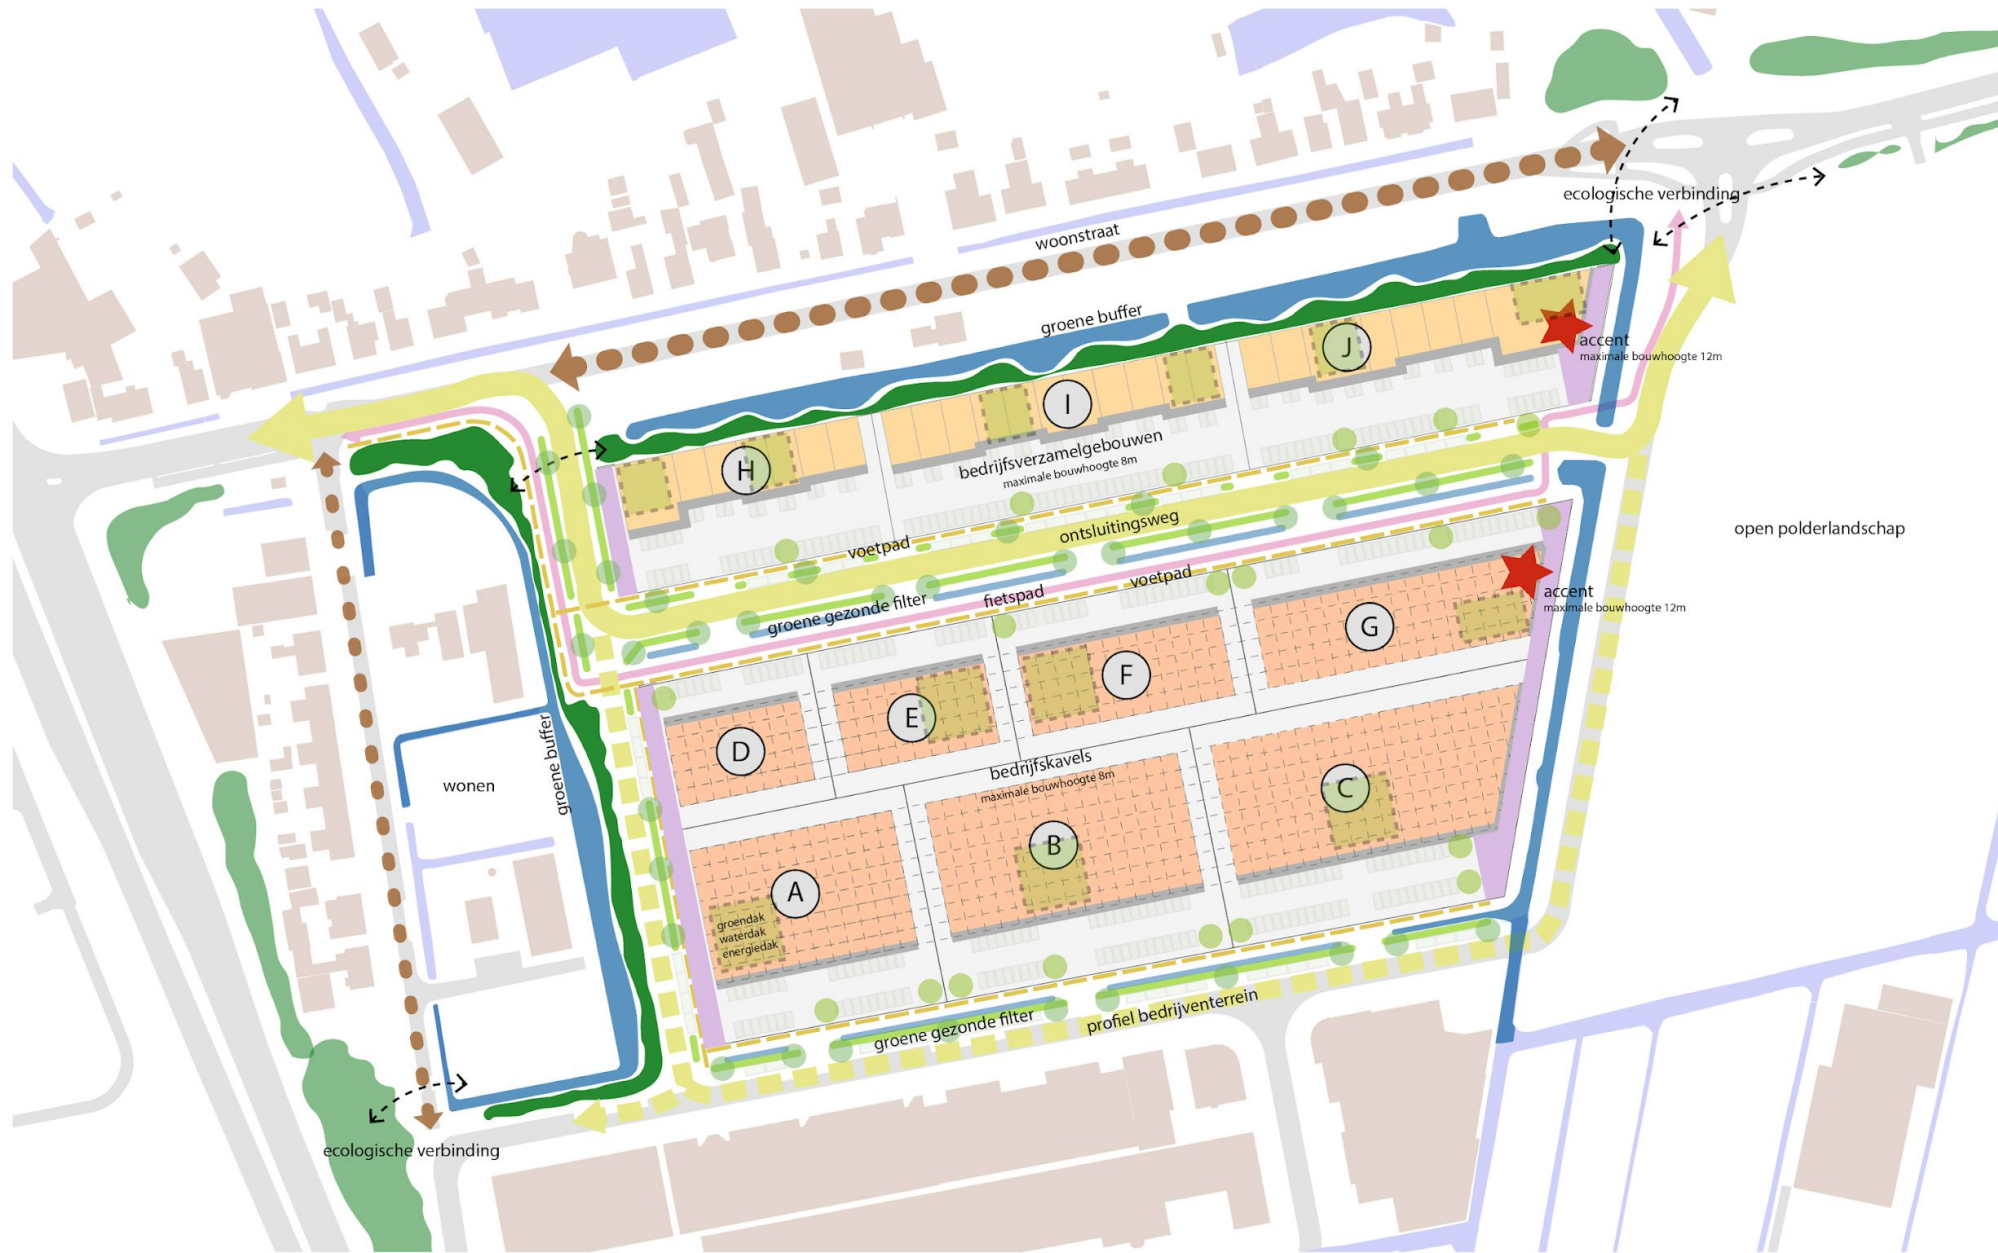 ecologische verbinding
woonstraat
groene buffer
accent
maximale bouwhoogte 12m
J
I
H
bedrijfsverzamelgebouwen
maximale bouwhoogte 8m
ontsluitingsweg
voetpad
open polderlandschap
voetpad
fietspad
groene gezonde filter
accent
maximale bouwhoogte 12m
G
F
E
D
bedrijfskavels
maximale bouwhoogte 8m
groene buffer
wonen
C
B
A
groendak
waterdak
energiedak
profiel bedrijventerrein
groene gezonde filter
ecologische verbinding